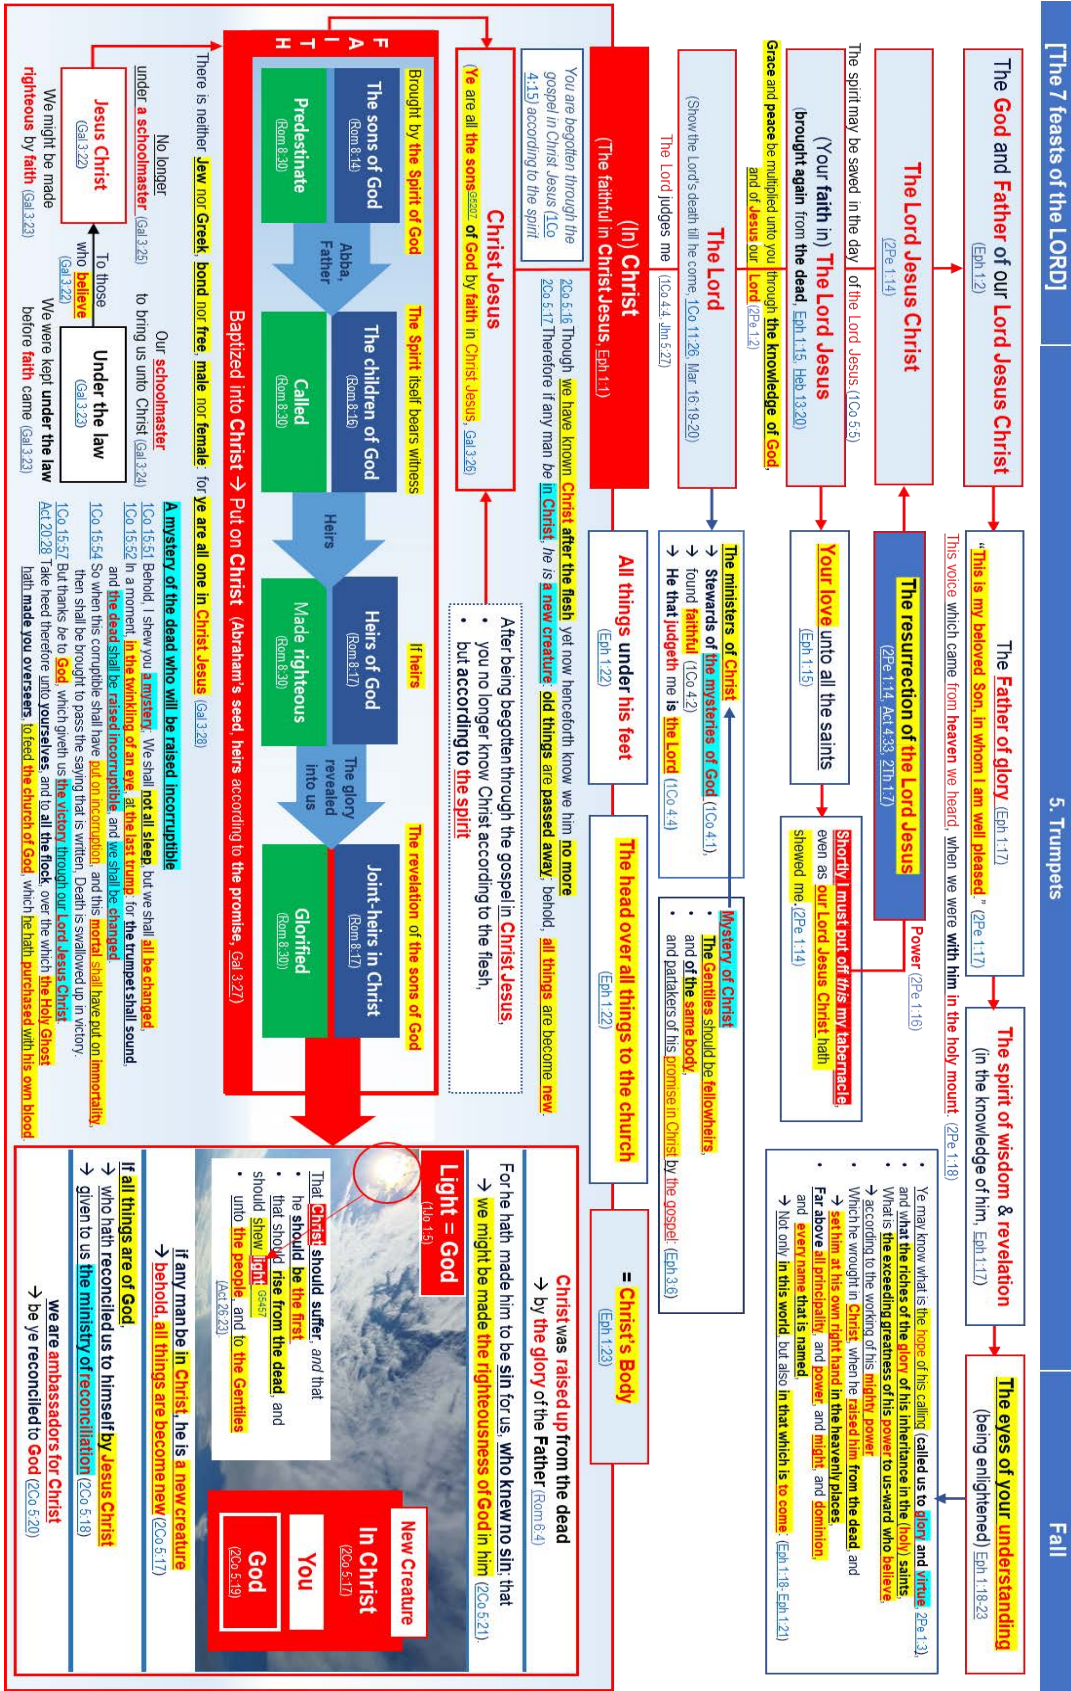 [The 7 feasts of the LORD]
5. Trumpets
Fall
The God and Father of our Lord Jesus Christ
(Eph 1:2)
The Father of glory (Eph 1:17)
"This is my beloved Son, in whom I am well pleased." (2Pe 1:17)
The spirit of wisdom & revelation
(in the knowledge of him, Eph 1:17)
The eyes of your understanding
(being enlightened) Eph 1:18-23
This voice which came from heaven we heard, when we were with him in the holy mount. (2Pe 1:18)
The Lord Jesus Christ
(2Pe 1:14)
The resurrection of the Lord Jesus
(2Pe 1:14, Act 4:33, 2Th 1:7)
Power (2Pe 1:16)
The spirit may be saved in the day of the Lord Jesus, (1Co 5:5)
(Your faith in) The Lord Jesus
(brought again from the dead, Eph 1:15, Heb 13:20)
Your love unto all the saints
(Eph 1:15)
Shortly I must put off this my tabernacle,
even as our Lord Jesus Christ hath
showed me. (2Pe 1:14)
Ye may know what is the hope of his calling (called us to glory and virtue, 2Pe 1:3),
• and what the riches of the glory of his inheritance in the (holy) saints,
• What is the exceeding greatness of his power to us-ward who believe,
→ according to the working of his mighty power
• Which he wrought in Christ, when he raised him from the dead, and
→ set him at his own right hand in the heavenly places,
• Far above all principality, and power, and might, and dominion,
and every name that is named,
→ Not only in this world, but also in that which is to come: (Eph 1:18- Eph 1:21)
Grace and peace be multiplied unto you through the knowledge of God,
and of Jesus our Lord (2Pe 1:2)
The Lord
(Show the Lord's death till he come, 1Co 11:26, Mar 16:19-20)
The ministers of Christ
→ Stewards of the mysteries of God (1Co 4:1),
→ found faithful (1Co 4:2)
→ He that judgeth me is the Lord (1Co 4:4)
Mystery of Christ
• The Gentiles should be fellowheirs,
• and of the same body,
• and partakers of his promise in Christ by the gospel: (Eph 3:6)
The Lord judges me (1Co 4:4, Jhn 5:27)
(In) Christ
(The faithful in Christ Jesus, Eph 1:1)
All things under his feet
(Eph 1:22)
The head over all things to the church
(Eph 1:22)
= Christ's Body
(Eph 1:23)
You are begotten through the
gospel in Christ Jesus (1Co
4:15) according to the spirit
2Co 5:16 Though we have known Christ after the flesh, yet now henceforth know we him no more
2Co 5:17 Therefore if any man be in Christ, he is a new creature: old things are passed away; behold, all things are become new.
Christ Jesus
(Ye are all the sons G5207 of God by faith in Christ Jesus, Gal 3:26)
After being begotten through the gospel in Christ Jesus,
• you no longer know Christ according to the flesh,
• but according to the spirit
FAITH
Brought by the Spirit of God
The Spirit itself bears witness
If heirs
The revelation of the sons of God
The sons of God
(Rom 8:14)
Abba,
Father
The children of God
(Rom 8:16)
Heirs
Heirs of God
(Rom 8:17)
The glory
revealed
into us
Joint-heirs in Christ
(Rom 8:17)
Predestinate
(Rom 8:30)
Called
(Rom 8:30)
Made righteous
(Rom 8:30)
Glorified
(Rom 8:30))
Baptized into Christ → Put on Christ (Abraham's seed, heirs according to the promise, Gal 3:27)
There is neither Jew nor Greek, bond nor free, male nor female: for ye are all one in Christ Jesus (Gal 3:28)
No longer
under a schoolmaster (Gal 3:25)
Our schoolmaster
to bring us unto Christ (Gal 3:24)
Jesus Christ
(Gal 3:22)
To those
who believe
(Gal 3:22)
Under the law
(Gal 3:23)
We might be made
righteous by faith (Gal 3:23)
We were kept under the law
before faith came (Gal 3:23)
A mystery of the dead who will be raised incorruptible
1Co 15:51 Behold, I shew you a mystery; We shall not all sleep, but we shall all be changed,
1Co 15:52 In a moment, in the twinkling of an eye, at the last trump: for the trumpet shall sound,
and the dead shall be raised incorruptible, and we shall be changed
1Co 15:54 So when this corruptible shall have put on incorruption, and this mortal shall have put on immortality,
then shall be brought to pass the saying that is written, Death is swallowed up in victory.
1Co 15:57 But thanks be to God, which giveth us the victory through our Lord Jesus Christ.
Act 20:28 Take heed therefore unto yourselves, and to all the flock, over the which the Holy Ghost
hath made you overseers, to feed the church of God, which he hath purchased with his own blood.
Christ was raised up from the dead
→ by the glory of the Father (Rom 6:4)
For he hath made him to be sin for us, who knew no sin; that
→ we might be made the righteousness of God in him (2Co 5:21).
Light = God
(1Jo 1:5)
That Christ should suffer, and that
• he should be the first
• that should rise from the dead, and
should shew light G5457
• unto the people, and to the Gentiles
(Act 26:23).
New Creature
In Christ
(2Co 5:17)
You
God
(2Co 5:19)
if any man be in Christ, he is a new creature
→ behold, all things are become new (2Co 5:17)
If all things are of God,
→ who hath reconciled us to himself by Jesus Christ
→ given to us the ministry of reconciliation (2Co 5:18)
we are ambassadors for Christ
→ be ye reconciled to God (2Co 5:20)